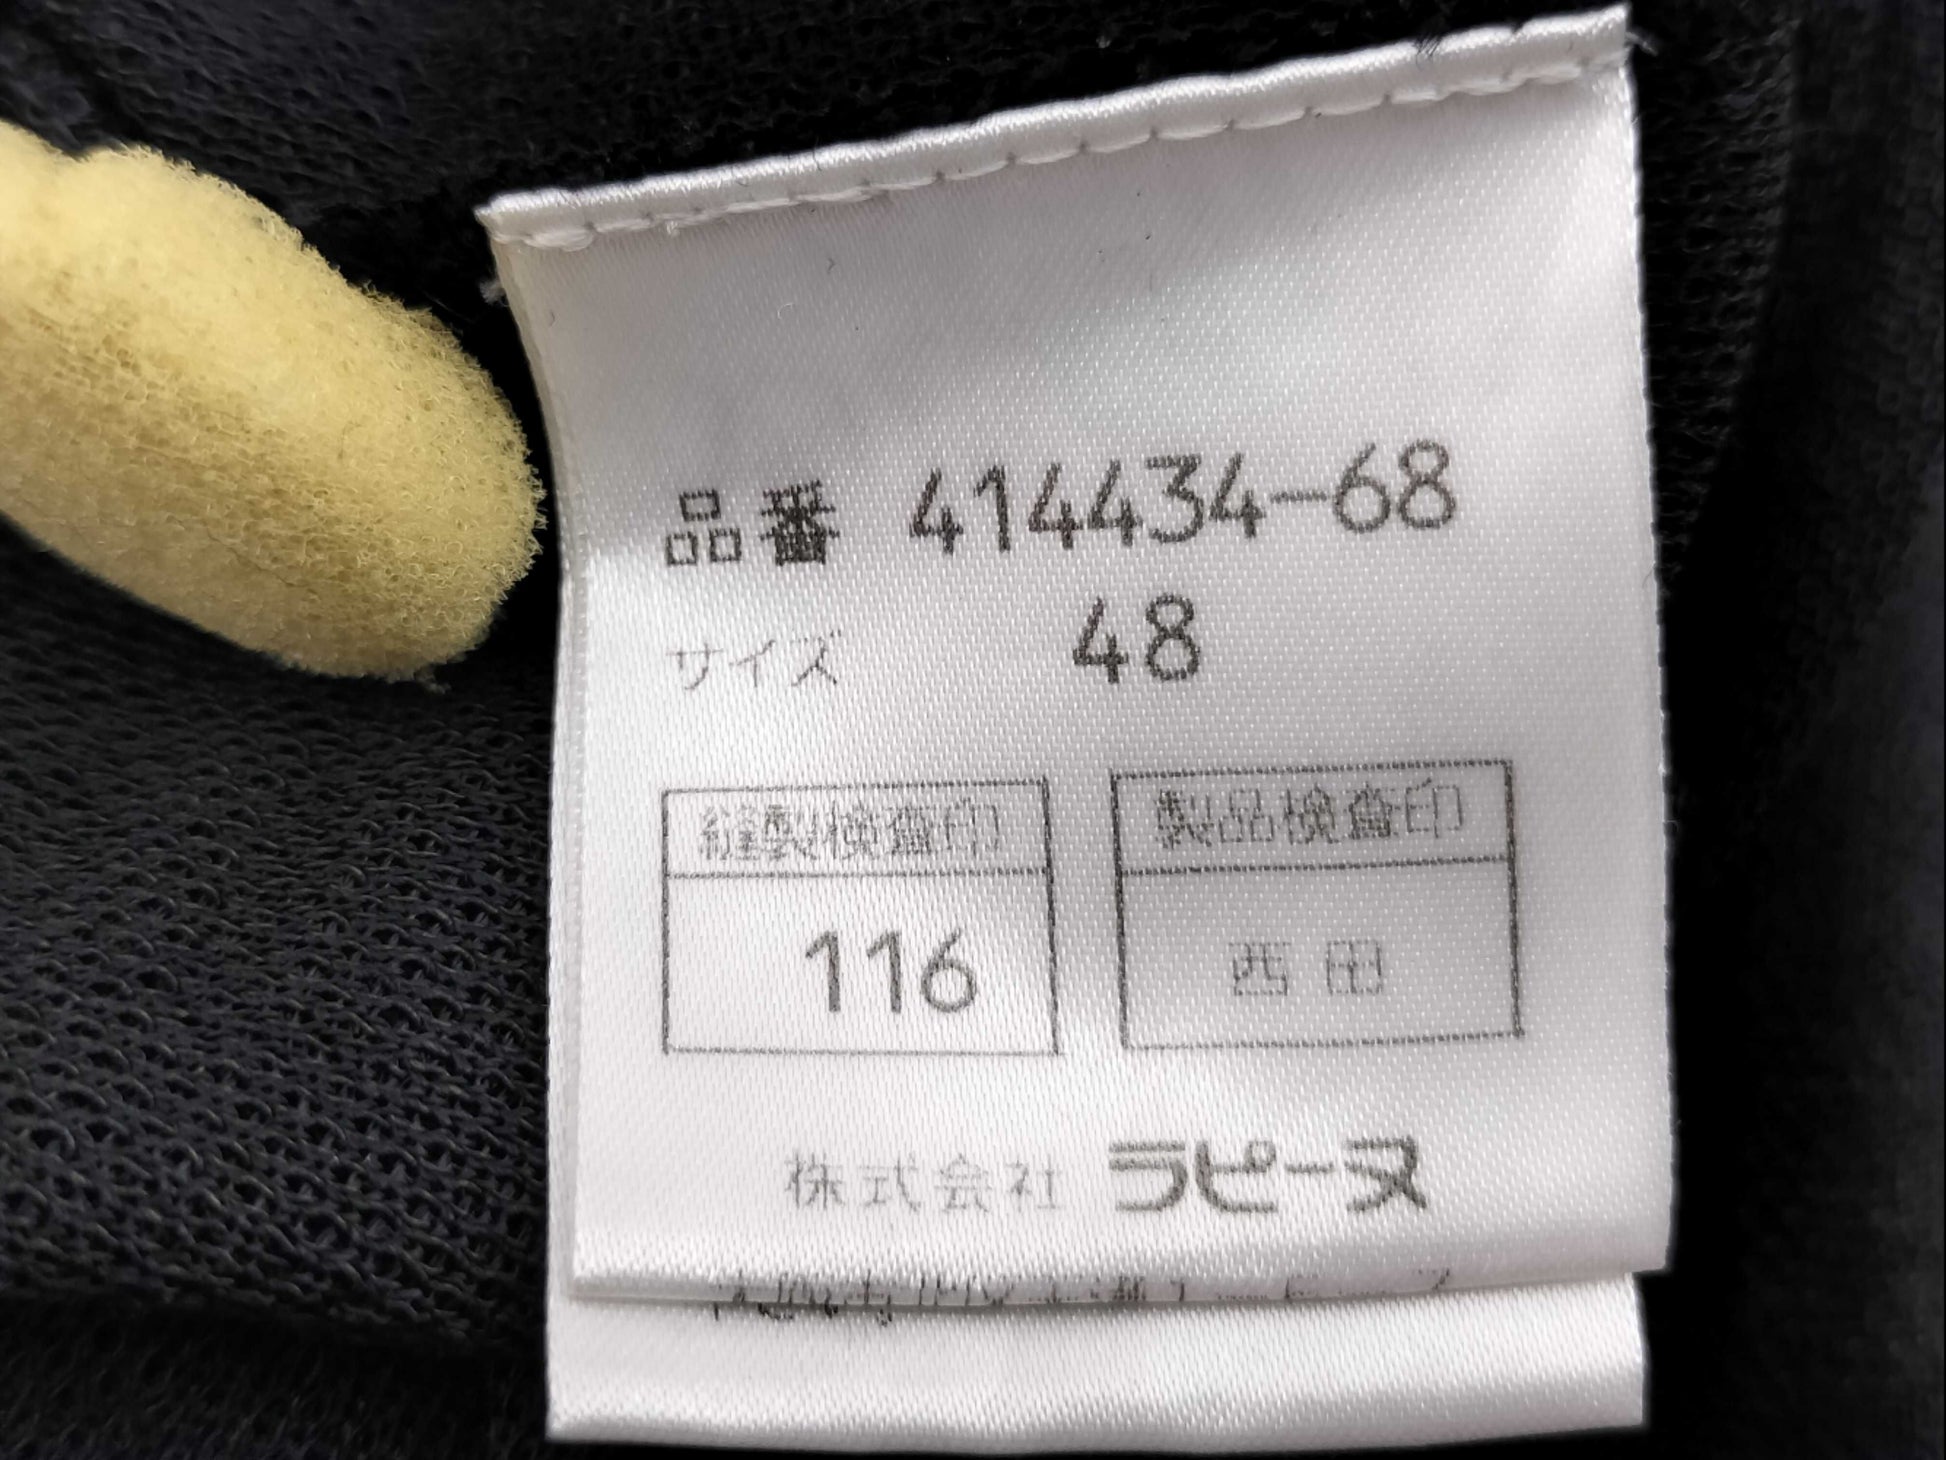 品番 414434-68
サイズ 48
縫製検査印 製品検査印
116 西田
株式会社 ラピーヌ